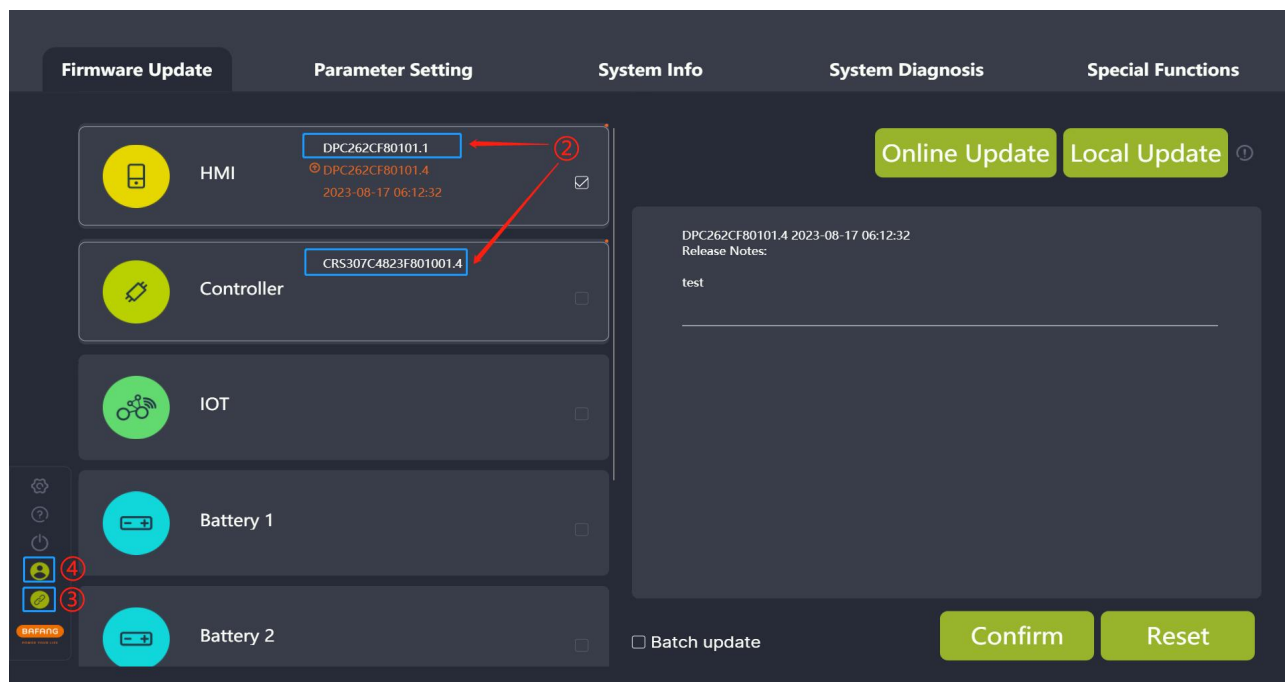 Firmware Update
Parameter Setting
System Info
System Diagnosis
Special Functions
HMI
DPC262CF80101.1
DPC262CF80101.4
2023-08-17 06:12:32
②
Controller
CRS307C4823F801001.4
IOT
Battery 1
Battery 2
④
③
BAFANG
Online Update
Local Update
DPC262CF80101.4 2023-08-17 06:12:32
Release Notes:
test
Batch update
Confirm
Reset